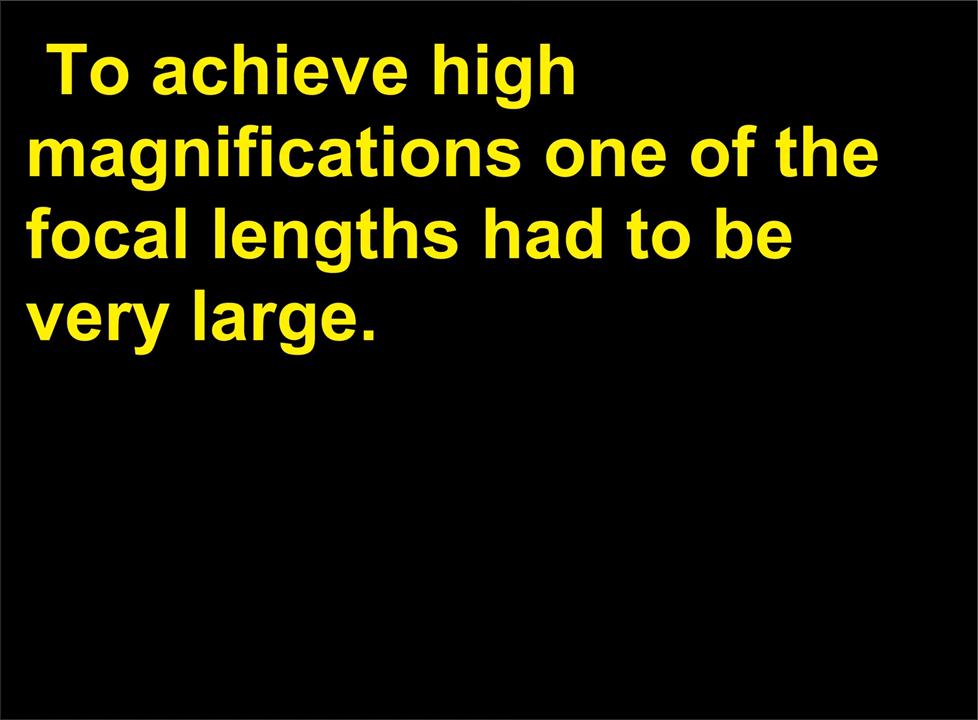 To achieve high
magnifications one of the
focal lengths had to be
very large.